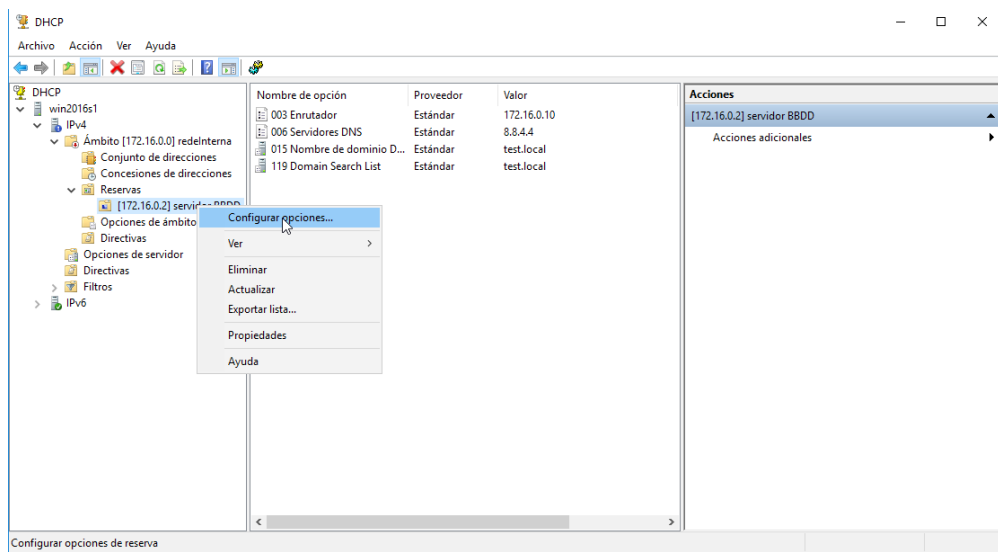 DHCP
Archivo Acción Ver Ayuda
DHCP
win2016s1
IPv4
Ámbito [172.16.0.0] redeInterna
Conjunto de direcciones
Concesiones de direcciones
Reservas
[172.16.0.2] servidor BBDD
Opciones de ámbito
Directivas
Opciones de servidor
Directivas
Filtros
IPv6
Configurar opciones...
Ver
Eliminar
Actualizar
Exportar lista...
Propiedades
Ayuda
Nombre de opción Proveedor Valor
003 Enrutador Estándar 172.16.0.10
006 Servidores DNS Estándar 8.8.4.4
015 Nombre de dominio D... Estándar test.local
119 Domain Search List Estándar test.local
Acciones
[172.16.0.2] servidor BBDD
Acciones adicionales
Configurar opciones de reserva